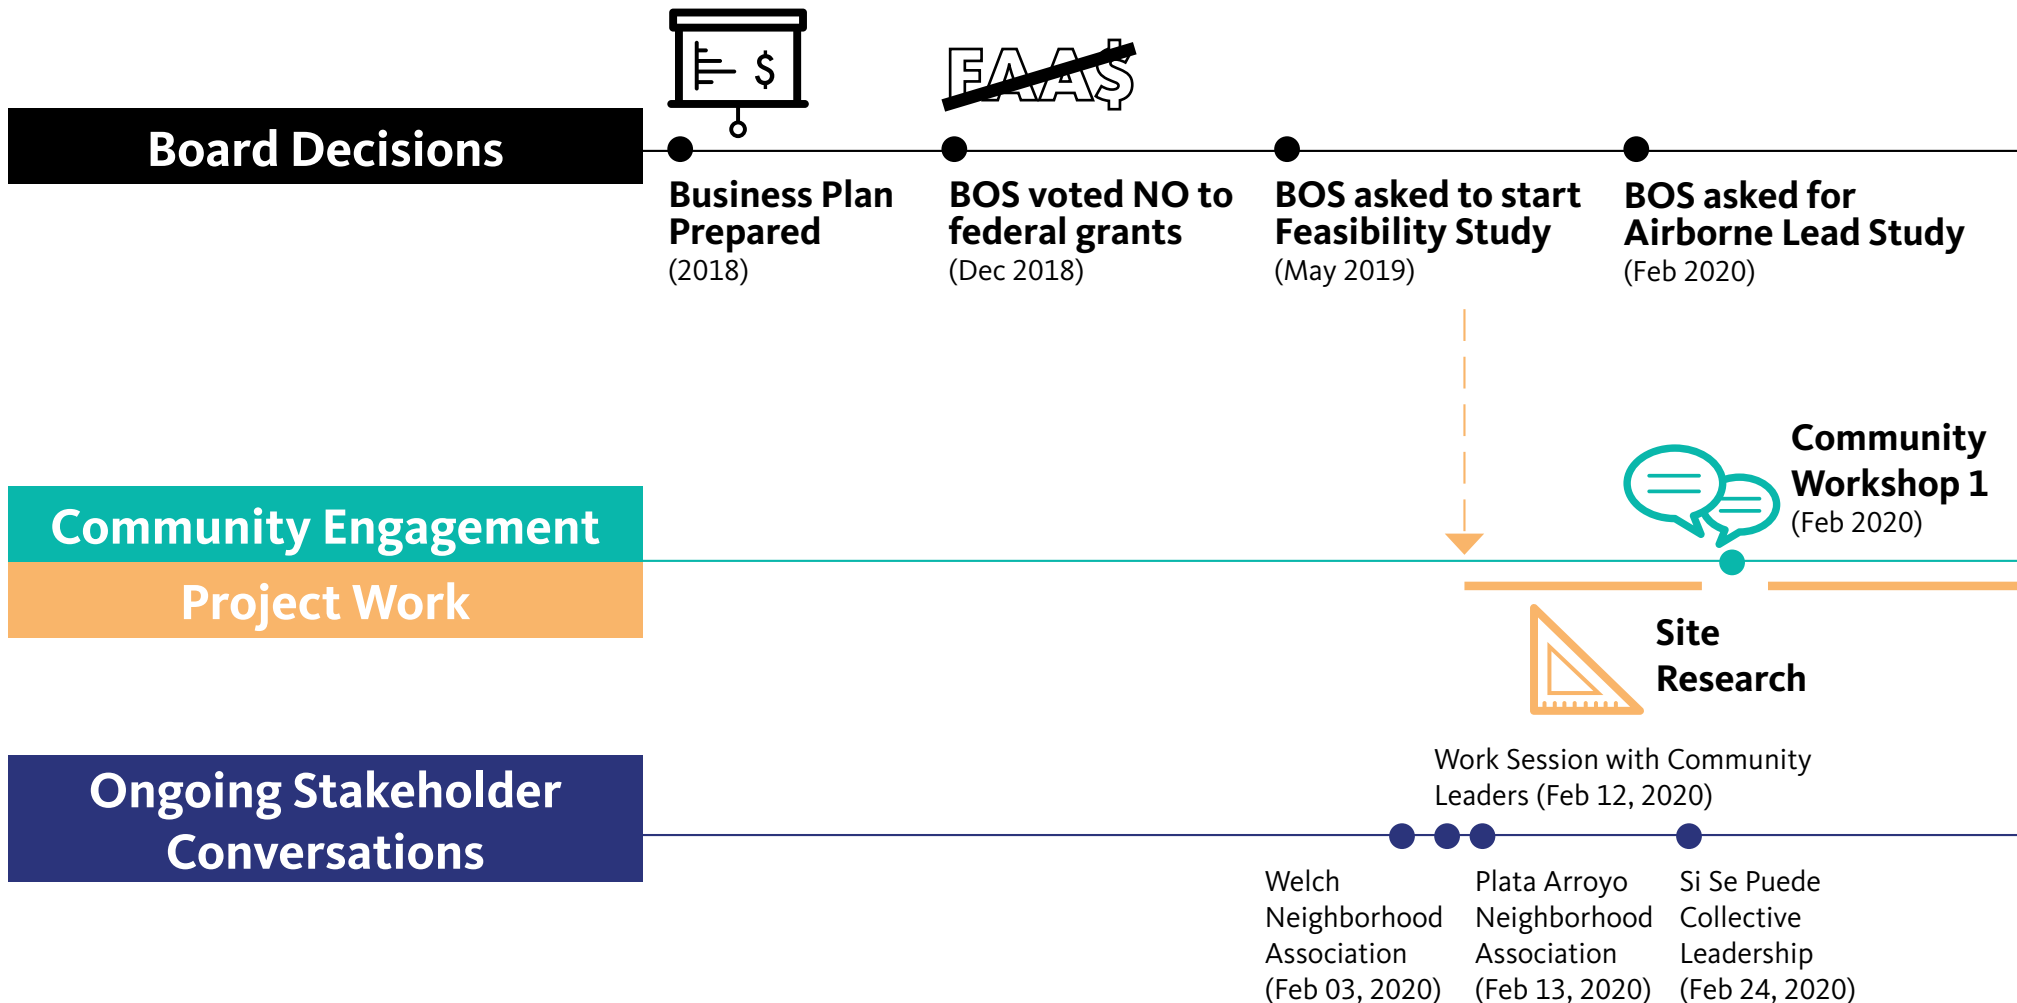 $
FAA$
Board Decisions
Business Plan
Prepared
(2018)
BOS voted NO to
federal grants
(Dec 2018)
BOS asked to start
Feasibility Study
(May 2019)
BOS asked for
Airborne Lead Study
(Feb 2020)
Community
Workshop 1
(Feb 2020)
Community Engagement
Project Work
Site
Research
Ongoing Stakeholder
Conversations
Work Session with Community
Leaders (Feb 12, 2020)
Welch
Neighborhood
Association
(Feb 03, 2020)
Plata Arroyo
Neighborhood
Association
(Feb 13, 2020)
Si Se Puede
Collective
Leadership
(Feb 24, 2020)